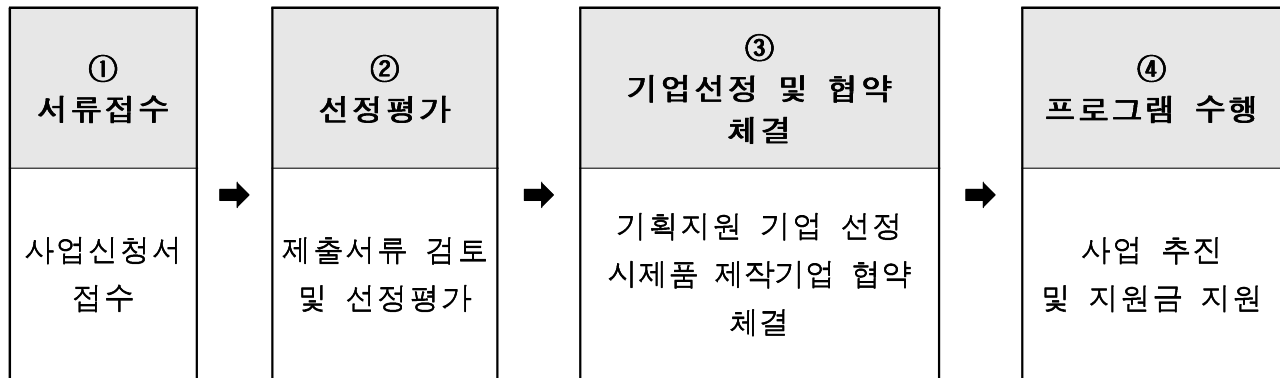 ①
서류접수
사업신청서
접수
②
선정평가
제출서류 검토
및 선정평가
③
기업선정 및 협약
체결
기획지원 기업 선정
시제품 제작기업 협약
체결
④
프로그램 수행
사업 추진
및 지원금 지원